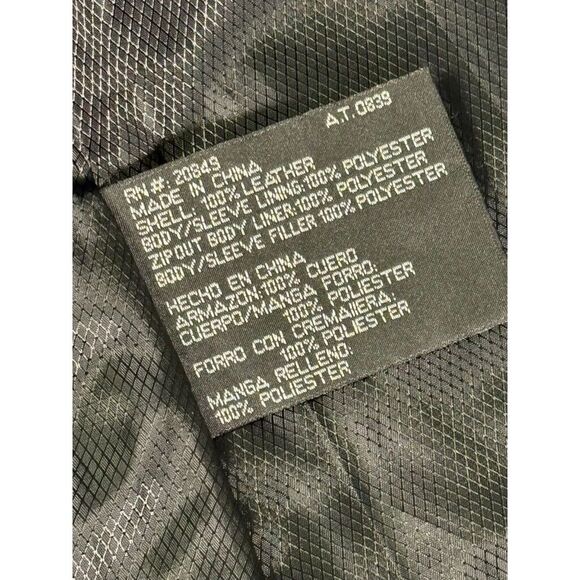 A.T. 0839
RN #: 20849
MADE IN CHINA
SHELL: 100% LEATHER
BODY/SLEEVE LINING:100% POLYESTER
ZIPOUT BODY LINER:100% POLYESTER
BODY/SLEEVE FILLER 100% POLYESTER
HECHO EN CHINA
ARMAZON:100% CUERO
CUERPO/MANGA FORRO:
100% POLIESTER
FORRO CON CREMAllERA:
100% POLIESTER
MANGA RELLENO:
100% POLIESTER